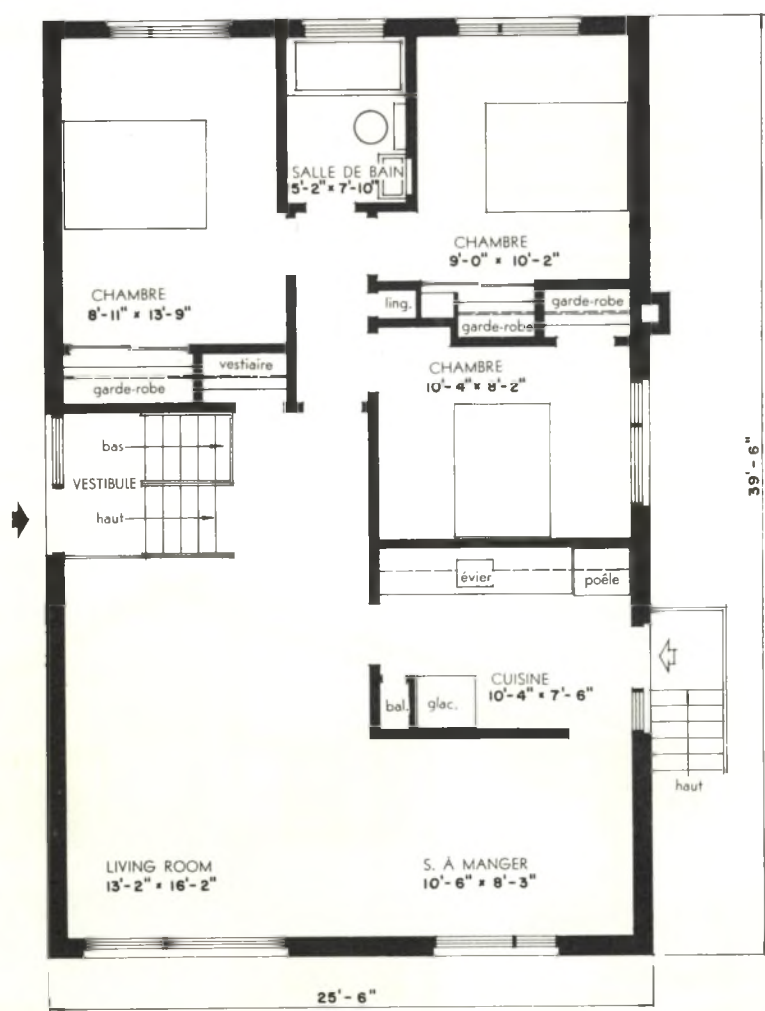 SALLE DE BAIN
5'-2" × 7'-10"
CHAMBRE
9'-0" × 10'-2"
CHAMBRE
8'-11" × 13'-9"
ling.
garde-robe
garde-robe
vestiaire
garde-robe
CHAMBRE
10'-4" × 8'-2"
bas
VESTIBULE
haut
39'-6"
évier
poêle
CUISINE
10'-4" × 7'-6"
bal.
glac.
haut
LIVING ROOM
13'-2" × 16'-2"
S. À MANGER
10'-6" × 8'-3"
25'-6"